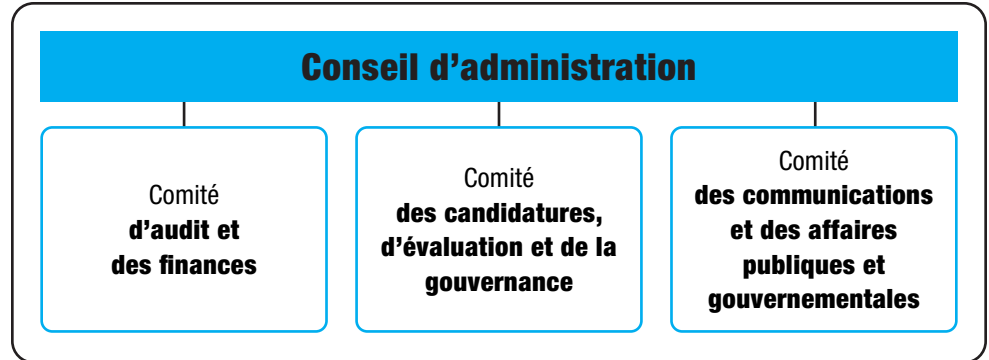 Conseil d'administration
Comité
d'audit et
des finances
Comité
des candidatures,
d'évaluation et de la
gouvernance
Comité
des communications
et des affaires
publiques et
gouvernementales